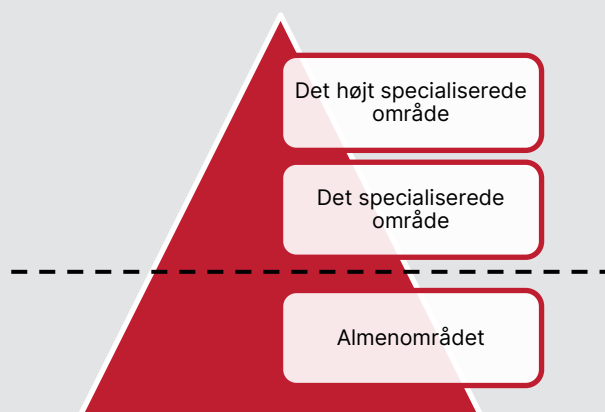 Det højt specialiserede
område
Det specialiserede
område
Almenområdet